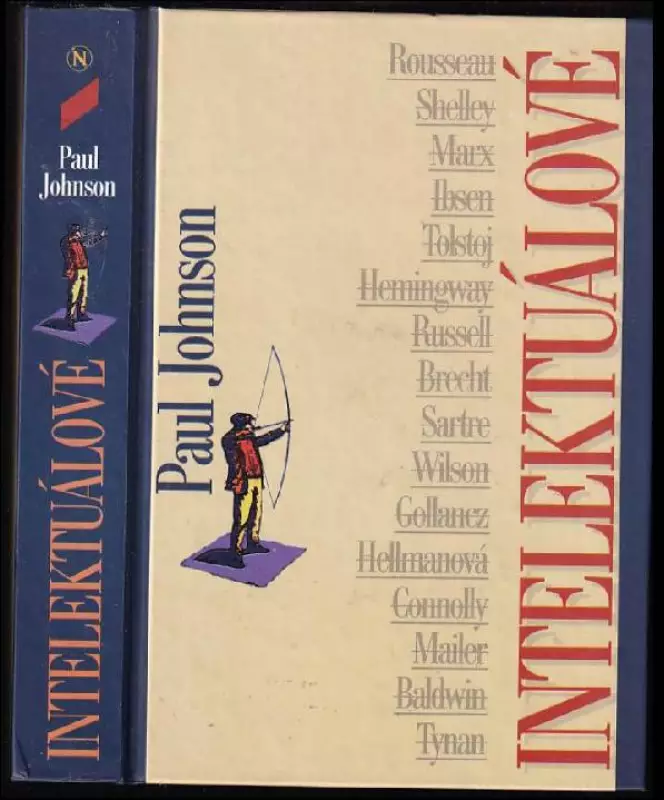 N
Paul
Johnson
INTELEKTUÁLOVÉ
Paul Johnson
Rousseau
Shelley
Marx
Ibsen
Tolstoj
Hemingway
Russell
Brecht
Sartre
Wilson
Gollancz
Hellmanová
Connolly
Mailer
Baldwin
Tynan
INTELEKTUÁLOVÉ